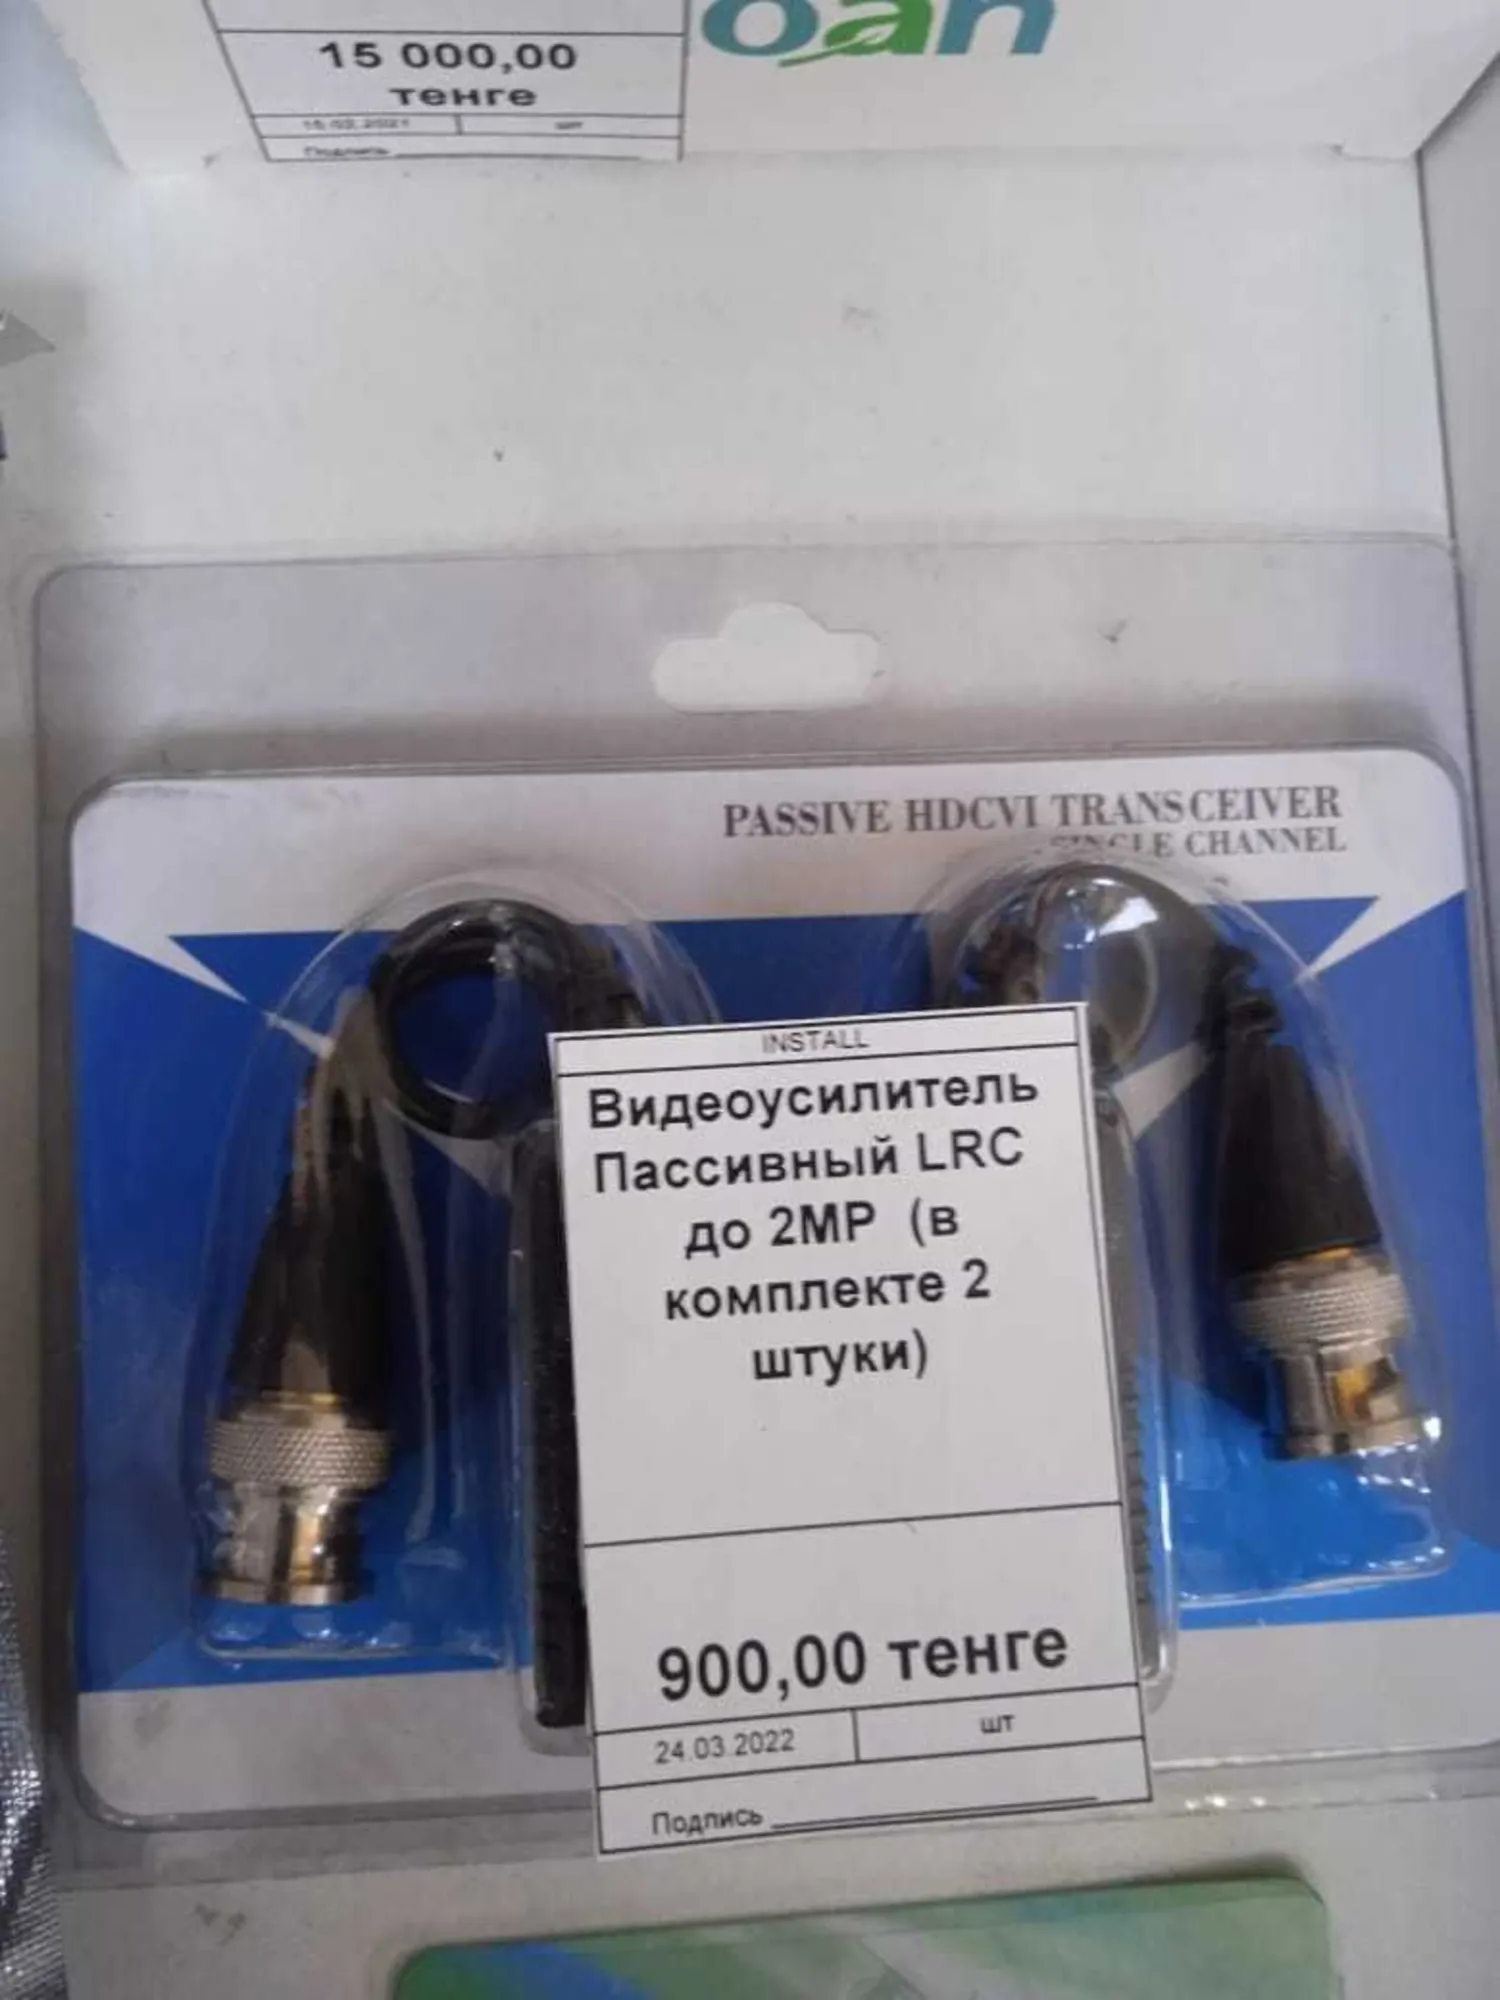 oan
15 000,00
тенге
Подпись
PASSIVE HDCVI TRANSCEIVER
SINGLE CHANNEL
INSTALL
Видеоусилитель
Пассивный LRC
до 2MP (в
комплекте 2
штуки)
900,00 тенге
24.03.2022 шт
Подпись